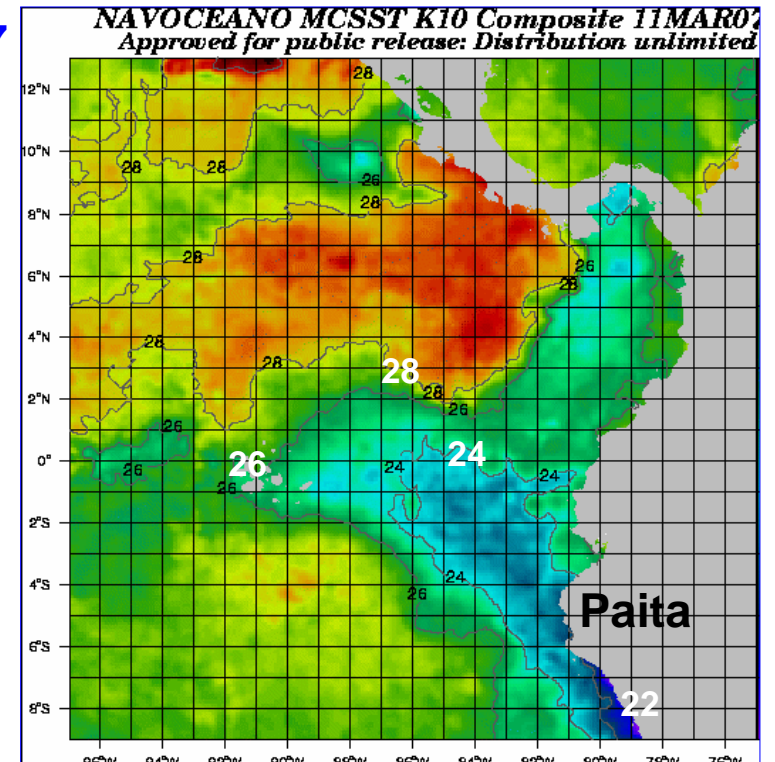 NAVOCEANO MCSST K10 Composite 11MAR07
Approved for public release: Distribution unlimited
7
28
12°N
28
28
10°N
26
28
8°N
28
26
6°N
28
4°N
28
28
28
28
2°N
26
26
24
0°
26
26
24
24
26
2°S
24
4°S
26
Paita
6°S
22
8°S